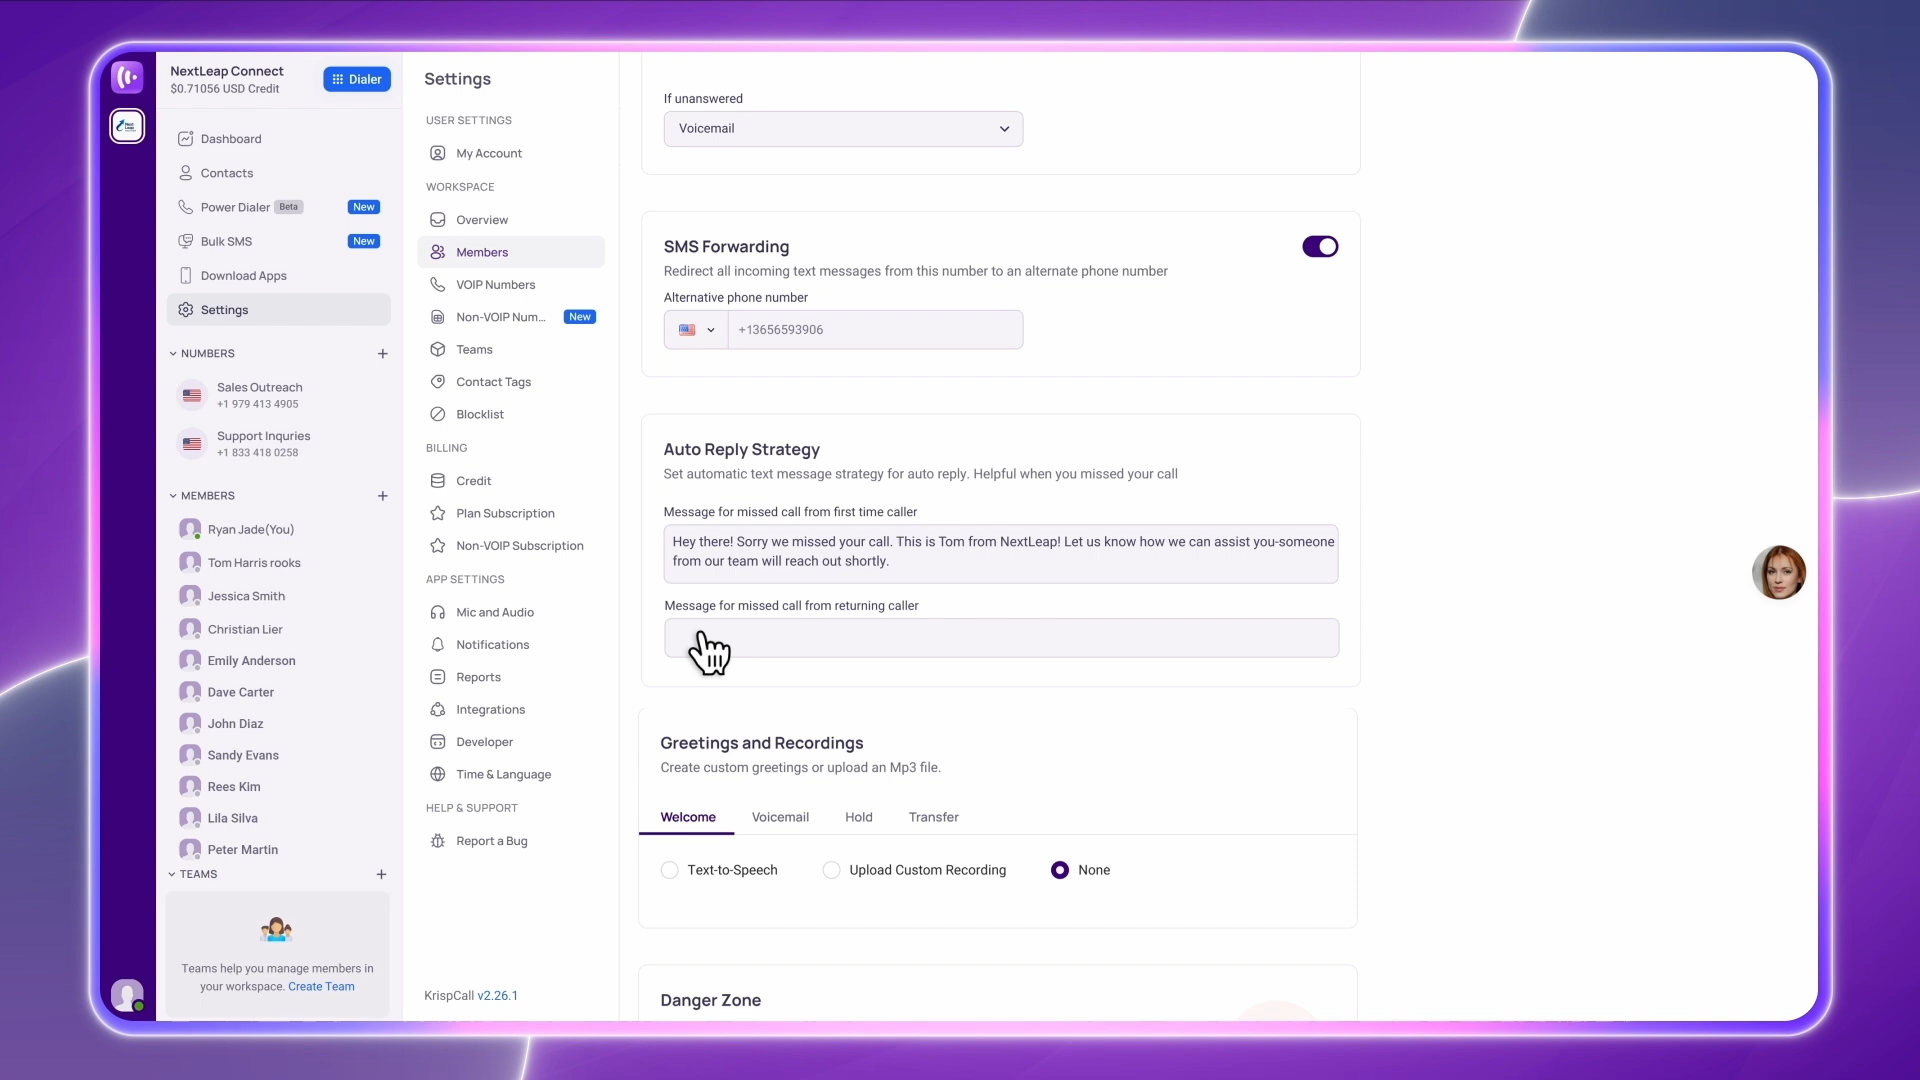 NextLeap Connect
$0.71056 USD Credit
Dialer
Dashboard
Contacts
Power Dialer Beta New
Bulk SMS New
Download Apps
Settings
NUMBERS
Sales Outreach
+1 979 413 4905
Support Inquries
+1 833 418 0258
MEMBERS
Ryan Jade(You)
Tom Harris rooks
Jessica Smith
Christian Lier
Emily Anderson
Dave Carter
John Diaz
Sandy Evans
Rees Kim
Lila Silva
Peter Martin
TEAMS
Teams help you manage members in
your workspace. Create Team
Settings
USER SETTINGS
My Account
WORKSPACE
Overview
Members
VOIP Numbers
Non-VOIP Num... New
Teams
Contact Tags
Blocklist
BILLING
Credit
Plan Subscription
Non-VOIP Subscription
APP SETTINGS
Mic and Audio
Notifications
Reports
Integrations
Developer
Time & Language
HELP & SUPPORT
Report a Bug
KrispCall v2.26.1
If unanswered
Voicemail
SMS Forwarding
Redirect all incoming text messages from this number to an alternate phone number
Alternative phone number
+13656593906
Auto Reply Strategy
Set automatic text message strategy for auto reply. Helpful when you missed your call
Message for missed call from first time caller
Hey there! Sorry we missed your call. This is Tom from NextLeap! Let us know how we can assist you-someone
from our team will reach out shortly.
Message for missed call from returning caller
Greetings and Recordings
Create custom greetings or upload an Mp3 file.
Welcome Voicemail Hold Transfer
Text-to-Speech Upload Custom Recording None
Danger Zone